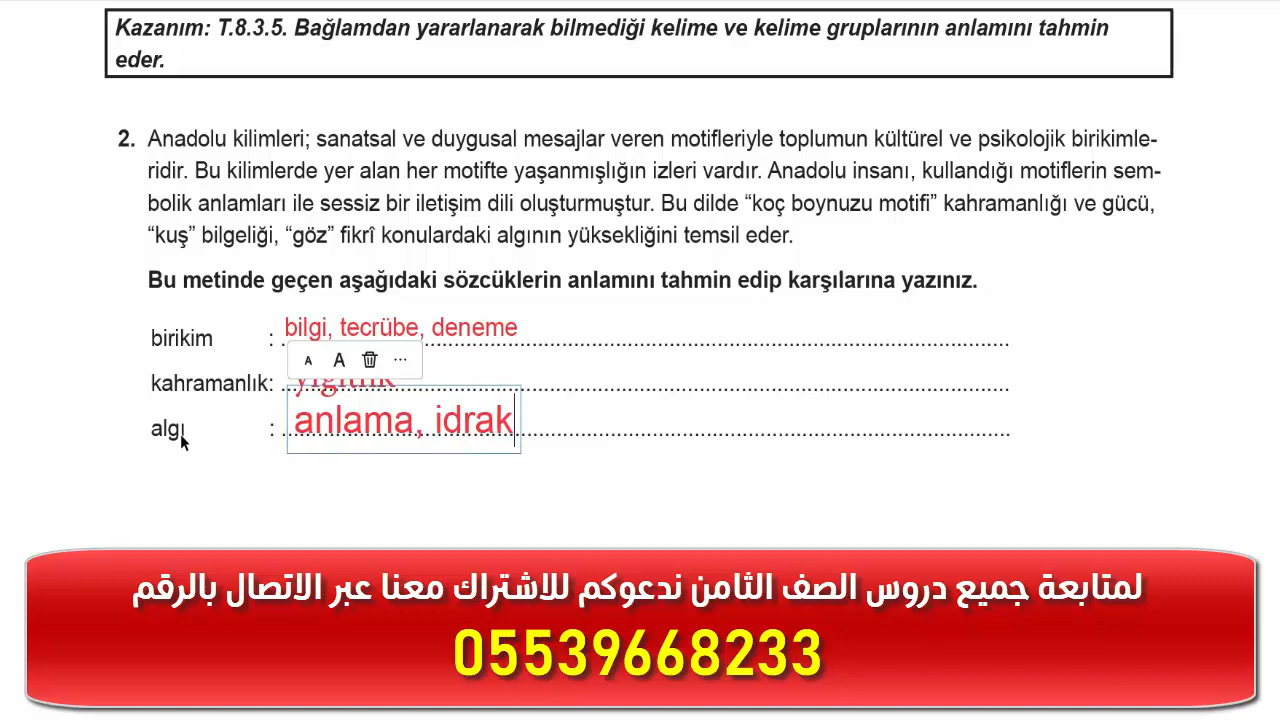 Kazanım: T.8.3.5. Bağlamdan yararlanarak bilmediği kelime ve kelime gruplarının anlamını tahmin
eder.
2. Anadolu kilimleri; sanatsal ve duygusal mesajlar veren motifleriyle toplumun kültürel ve psikolojik birikimle-
ridir. Bu kilimlerde yer alan her motifte yaşanmışlığın izleri vardır. Anadolu insanı, kullandığı motiflerin sem-
bolik anlamları ile sessiz bir iletişim dili oluşturmuştur. Bu dilde “koç boynuzu motifi” kahramanlığı ve gücü,
“kuş” bilgeliği, “göz” fikrî konulardaki algının yüksekliğini temsil eder.
Bu metinde geçen aşağıdaki sözcüklerin anlamını tahmin edip karşılarına yazınız.
birikim : bilgi, tecrübe, deneme
A A ...
kahramanlık: yiğitlik
algı : anlama, idrak
لمتابعة جميع دروس الصف الثامن ندعوكم للاشتراك معنا عبر الاتصال بالرقم
05539668233